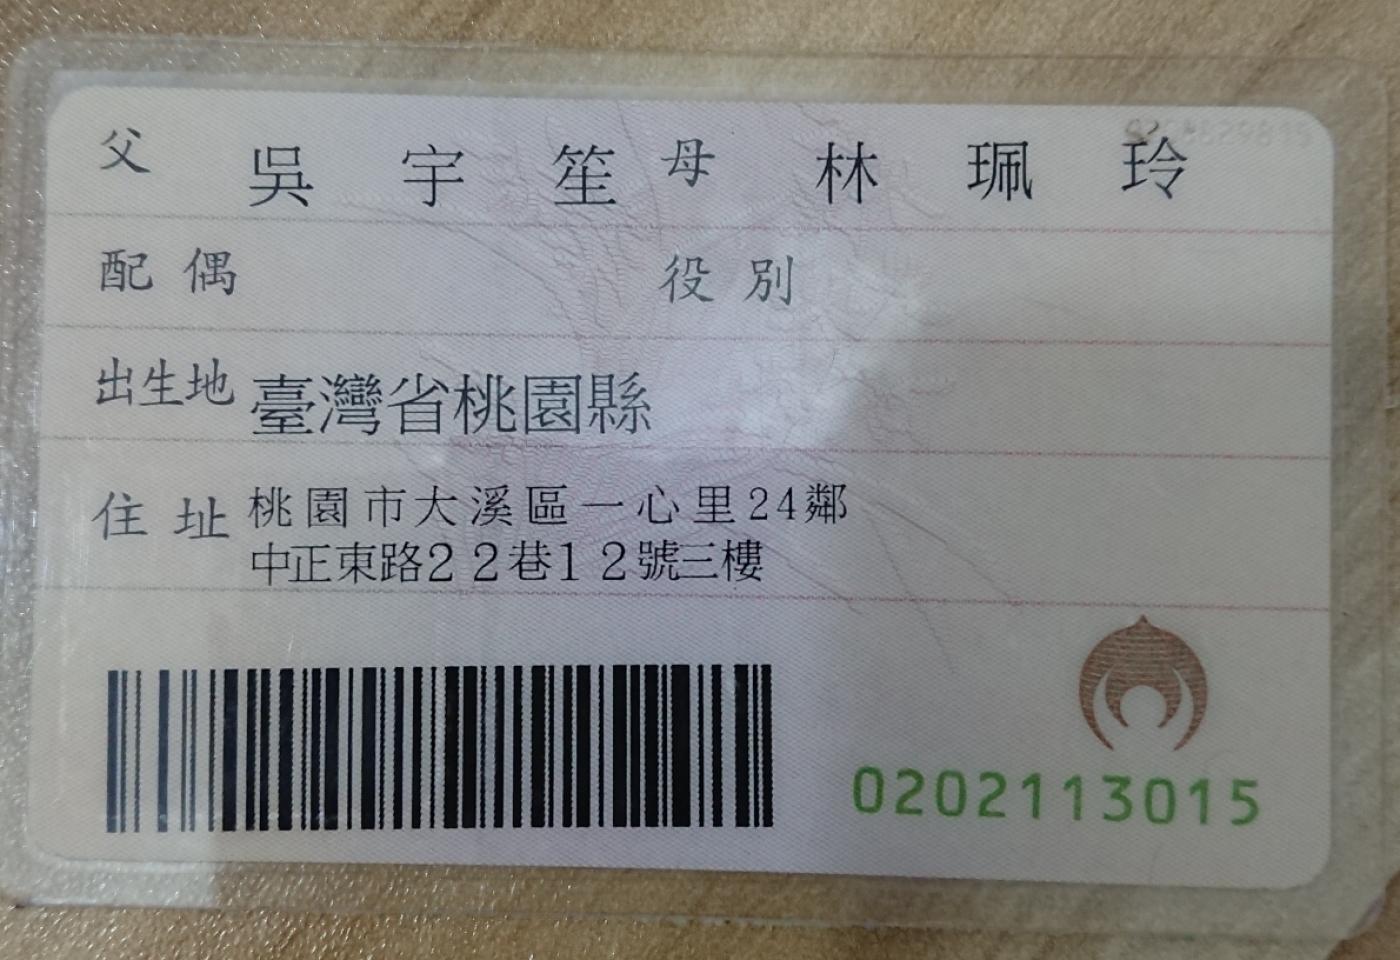 父 吳宇笙 母 林珮玲
配偶 役別
出生地 臺灣省桃園縣
住址 桃園市大溪區一心里24鄰
中正東路22巷12號三樓
0202113015